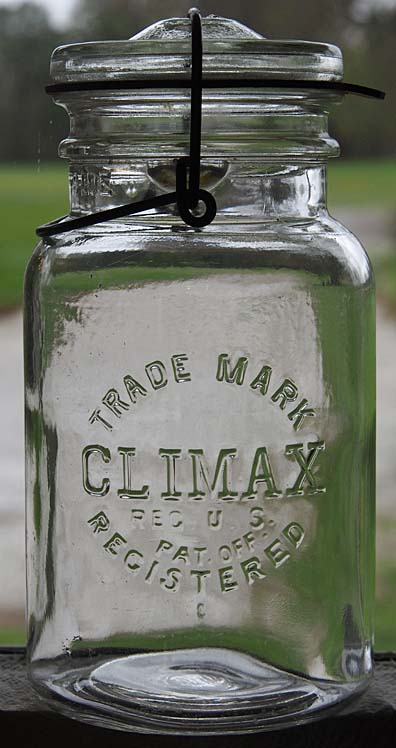 TRADE MARK
CLIMAX
REG U. S.
PAT. OFF.
REGISTERED